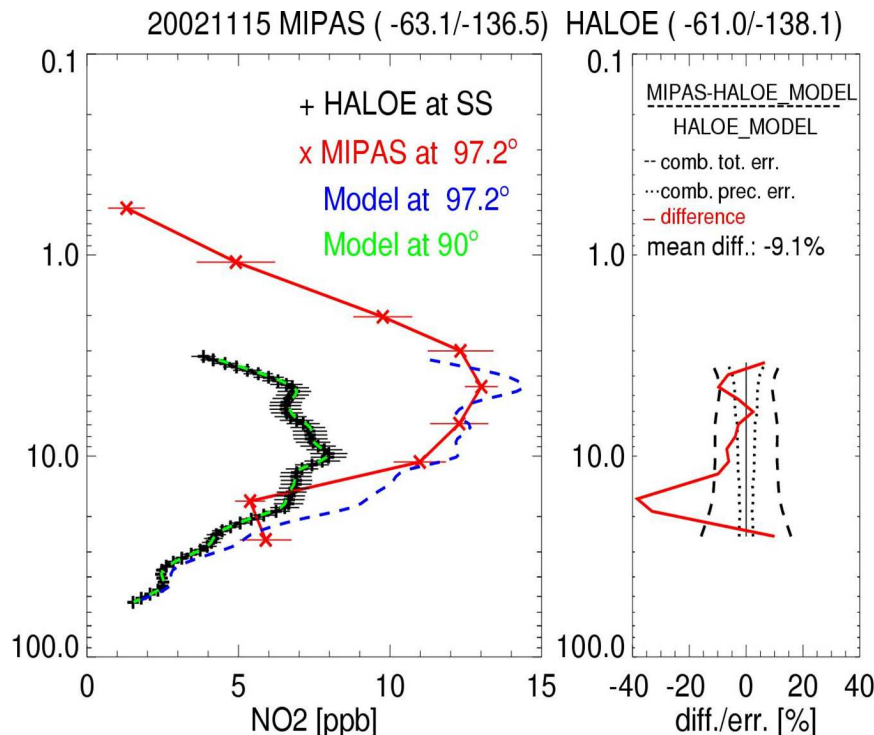 20021115 MIPAS ( -63.1/-136.5) HALOE ( -61.0/-138.1)
0.1
1.0
10.0
100.0
+ HALOE at SS
x MIPAS at 97.2°
Model at 97.2°
Model at 90°
0 5 10 15
NO2 [ppb]
0.1
1.0
10.0
100.0
MIPAS-HALOE_MODEL
HALOE_MODEL
-- comb. tot. err.
···· comb. prec. err.
– difference
mean diff.: -9.1%
-40 -20 0 20 40
diff./err. [%]